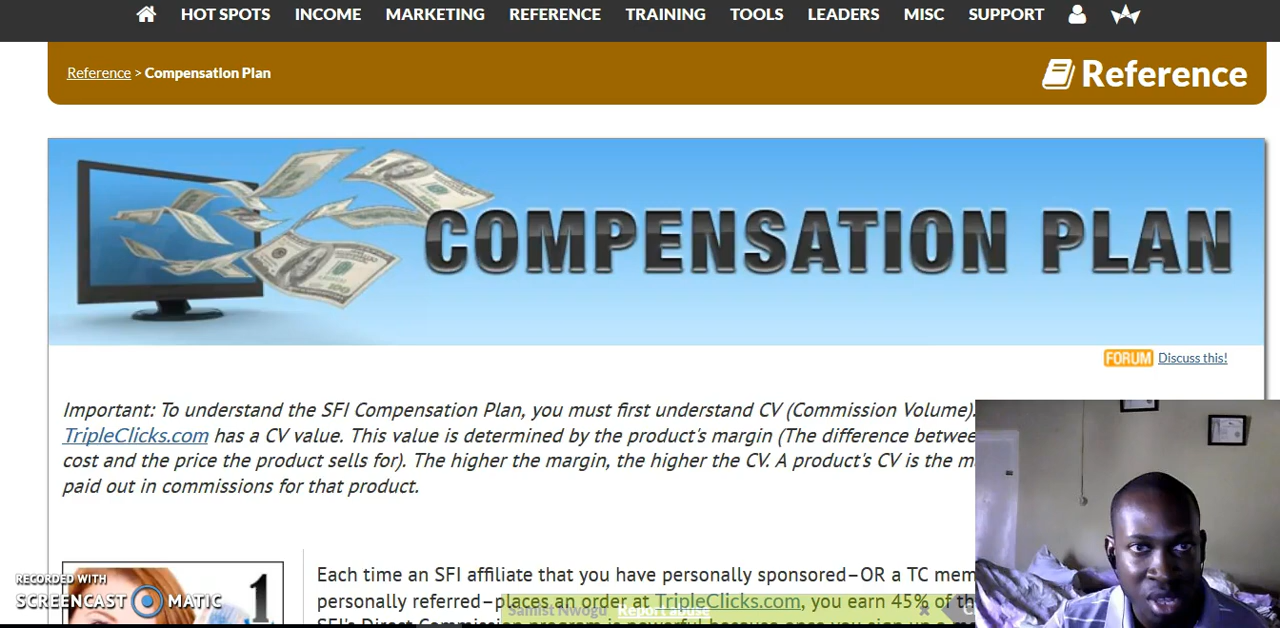 HOT SPOTS INCOME MARKETING REFERENCE TRAINING TOOLS LEADERS MISC SUPPORT
Reference > Compensation Plan
Reference
COMPENSATION PLAN
FORUM Discuss this!
Important: To understand the SFI Compensation Plan, you must first understand CV (Commission Volume).
TripleClicks.com has a CV value. This value is determined by the product's margin (The difference betwee
cost and the price the product sells for). The higher the margin, the higher the CV. A product's CV is the m
paid out in commissions for that product.
1
Each time an SFI affiliate that you have personally sponsored–OR a TC mem
personally referred–places an order at TripleClicks.com, you earn 45% of th
RECORDED WITH
SCREENCAST MATIC
Samist Nwogu Report abuse x